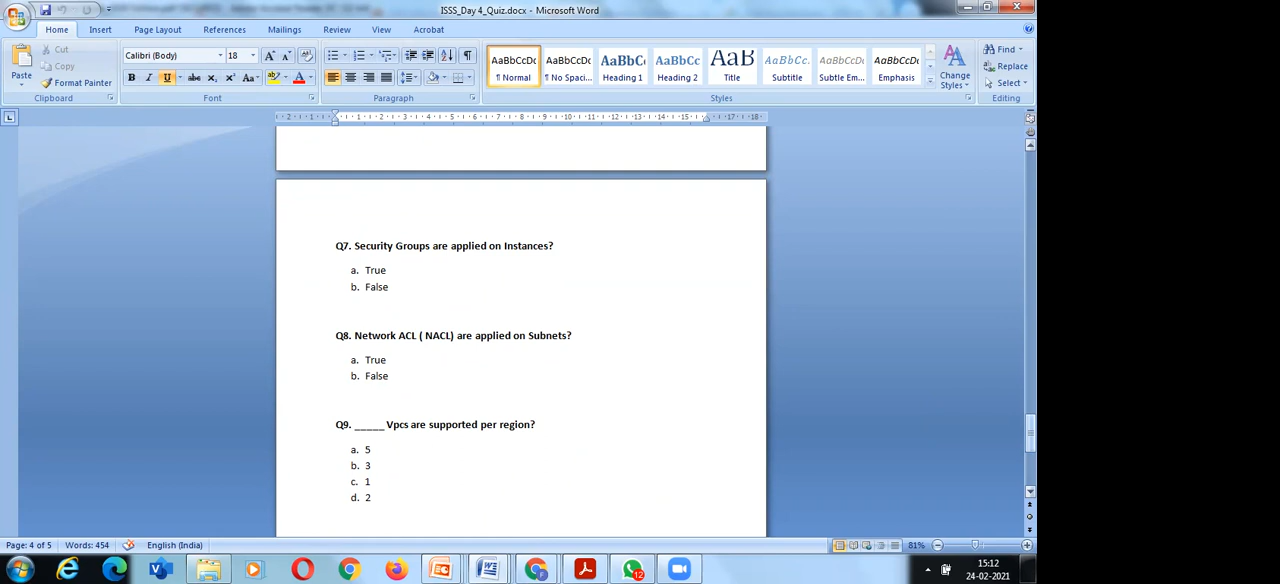 ISSS_Day 4_Quiz.docx - Microsoft Word
Home Insert Page Layout References Mailings Review View Acrobat
Paste
Cut
Copy
Format Painter
Clipboard
Calibri (Body) 18
Font
Paragraph
AaBbCcDc AaBbCcDc AaBbC AaBbCc AaB AaBbCc. AaBbCcDc AaBbCcDc
¶ Normal ¶ No Spaci... Heading 1 Heading 2 Title Subtitle Subtle Em... Emphasis
Change Styles
Styles
Find
Replace
Select
Editing
Q7. Security Groups are applied on Instances?
a. True
b. False
Q8. Network ACL ( NACL) are applied on Subnets?
a. True
b. False
Q9. _____ Vpcs are supported per region?
a. 5
b. 3
c. 1
d. 2
Page: 4 of 5 Words: 454 English (India) 81%
15:12
24-02-2021